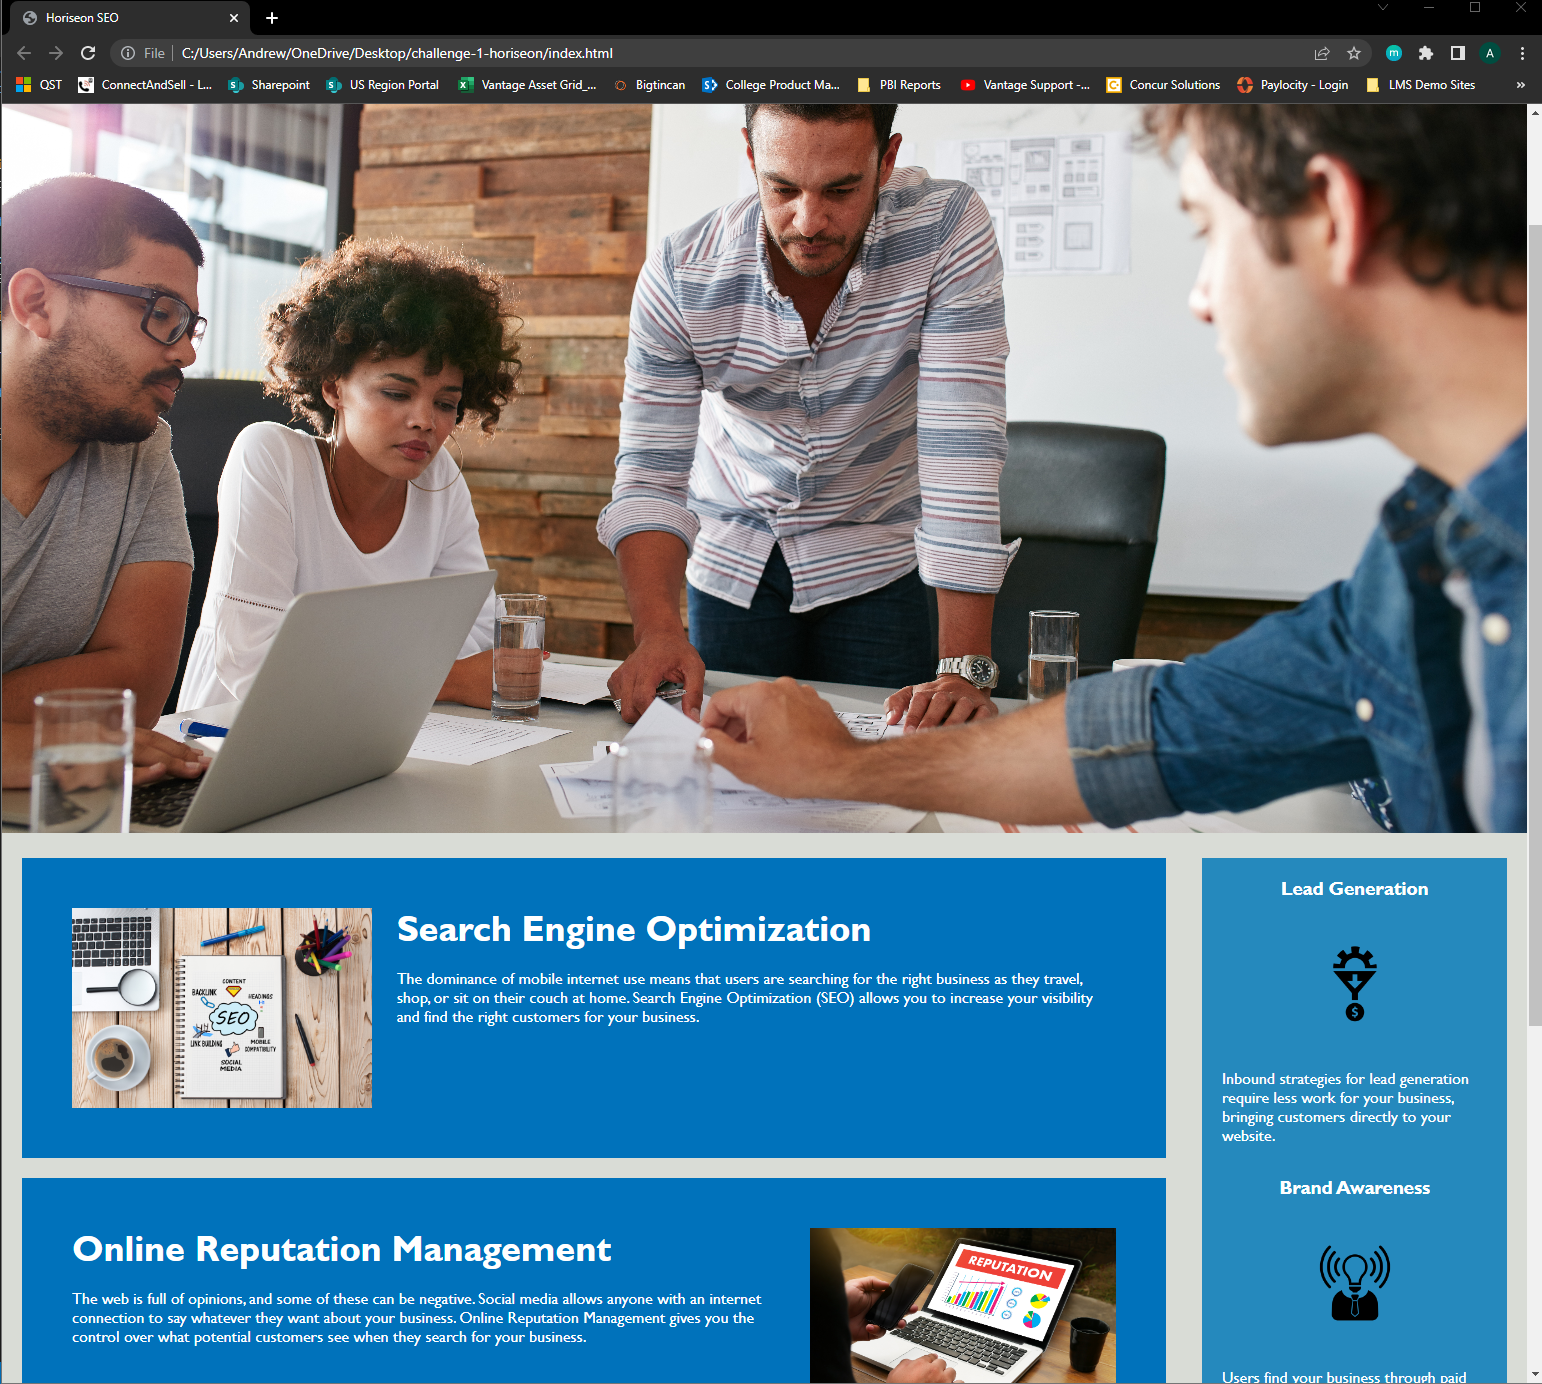 Horiseon SEO
File
C:/Users/Andrew/OneDrive/Desktop/challenge-1-horiseon/index.html
m
A
QST
ConnectAndSell - L...
Sharepoint
US Region Portal
Vantage Asset Grid_...
Bigtincan
College Product Ma...
PBI Reports
Vantage Support -...
Concur Solutions
Paylocity - Login
LMS Demo Sites
»
Search Engine Optimization
The dominance of mobile internet use means that users are searching for the right business as they travel,
shop, or sit on their couch at home. Search Engine Optimization (SEO) allows you to increase your visibility
and find the right customers for your business.
CONTENT
BACKLINK
HEADINGS
SEO
LINK BUILDING
MOBILE
COMPATIBILITY
SOCIAL
MEDIA
Online Reputation Management
The web is full of opinions, and some of these can be negative. Social media allows anyone with an internet
connection to say whatever they want about your business. Online Reputation Management gives you the
control over what potential customers see when they search for your business.
REPUTATION
Lead Generation
$
Inbound strategies for lead generation
require less work for your business,
bringing customers directly to your
website.
Brand Awareness
Users find your business through paid